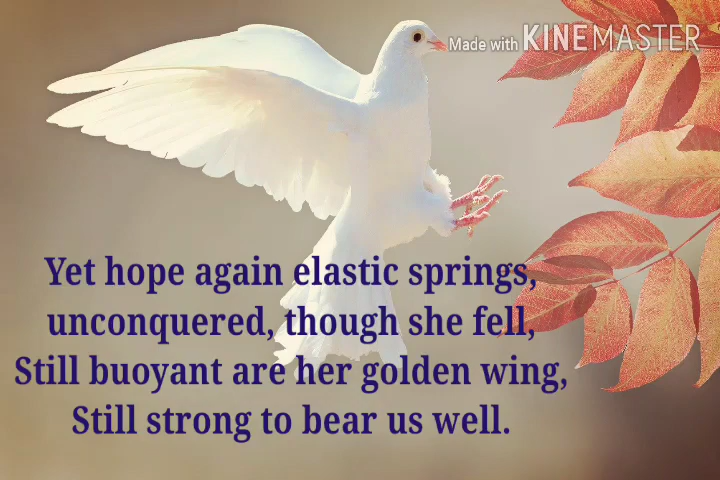 Made with KINEMASTER
Yet hope again elastic springs,
unconquered, though she fell,
Still buoyant are her golden wing,
Still strong to bear us well.